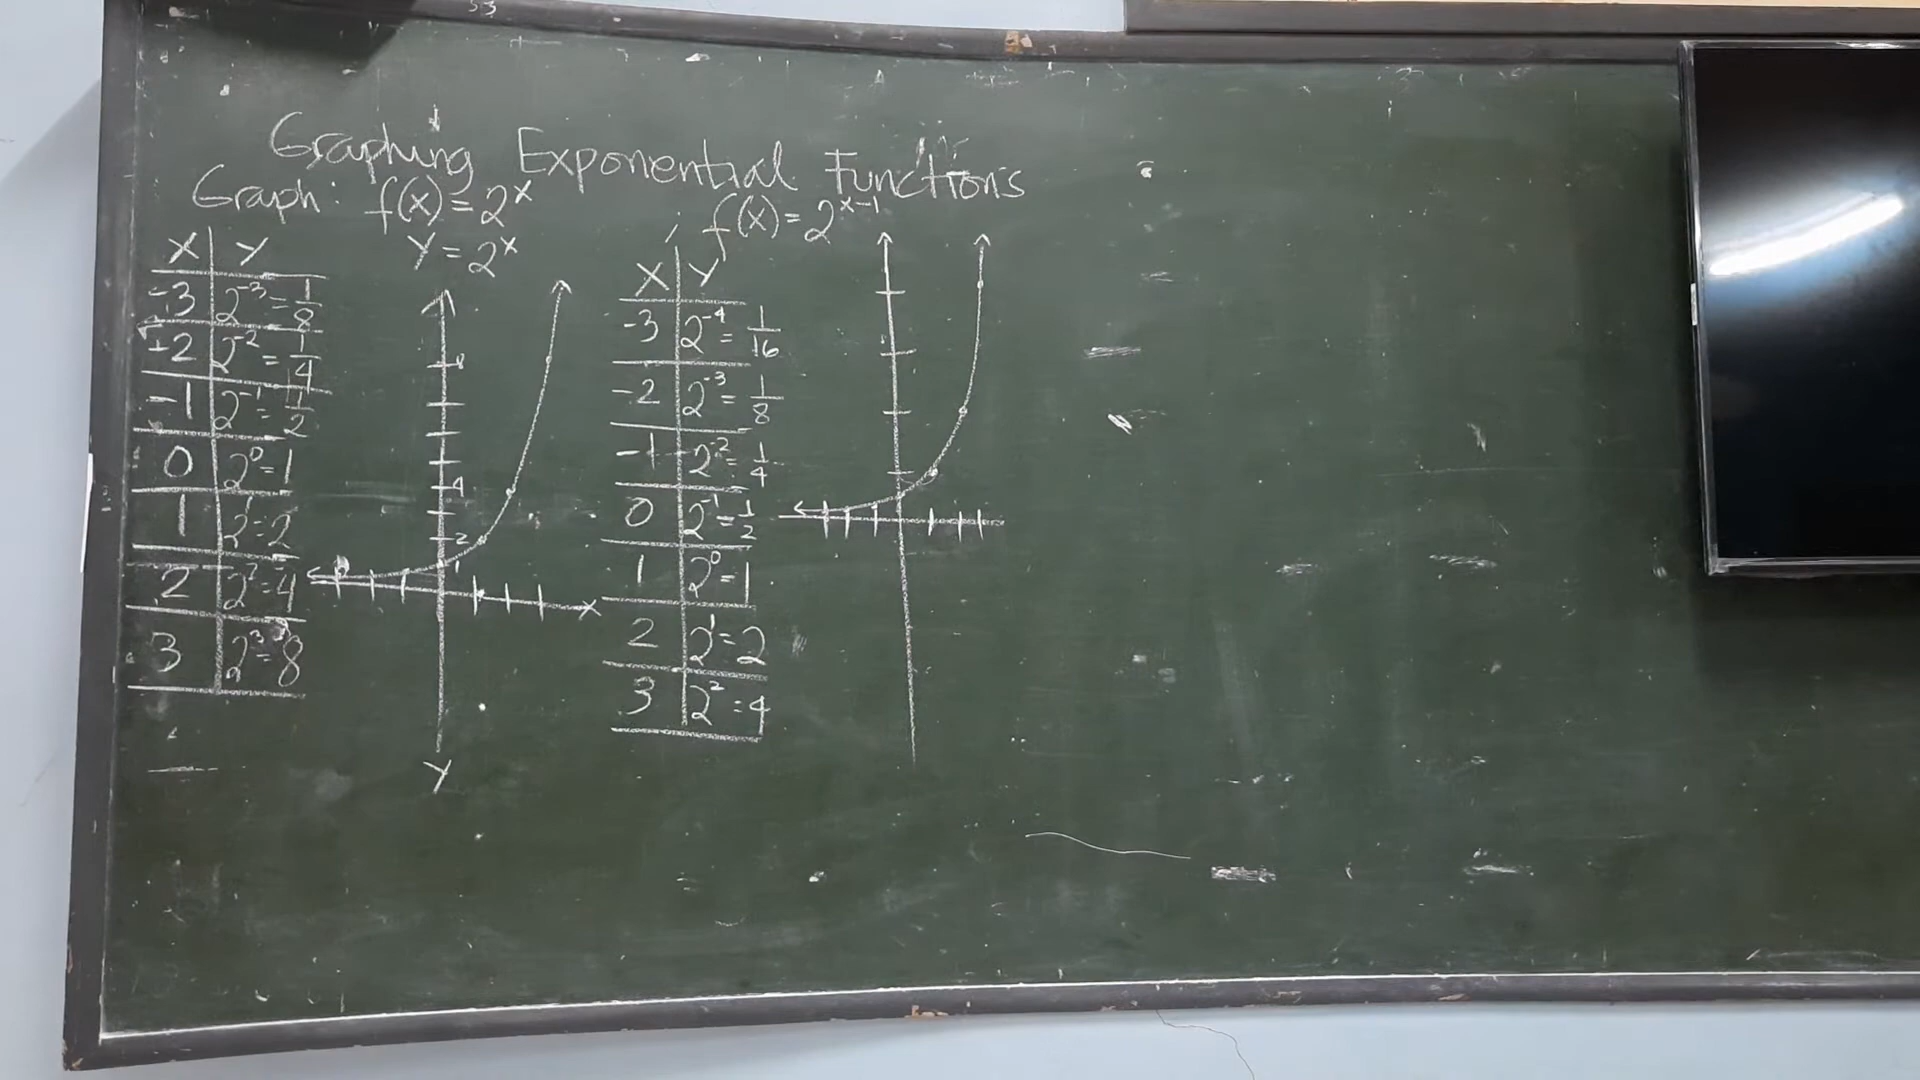 Graphing Exponential Functions
Graph: f(x) = 2^x
y = 2^x
X Y
-3 2^-3 = 1/8
-2 2^-2 = 1/4
-1 2^-1 = 1/2
0 2^0 = 1
1 2^1 = 2
2 2^2 = 4
3 2^3 = 8
8
4
2
1
X
Y
f(x) = 2^x-1
X Y
-3 2^-4 = 1/16
-2 2^-3 = 1/8
-1 2^-2 = 1/4
0 2^-1 = 1/2
1 2^0 = 1
2 2^1 = 2
3 2^2 = 4